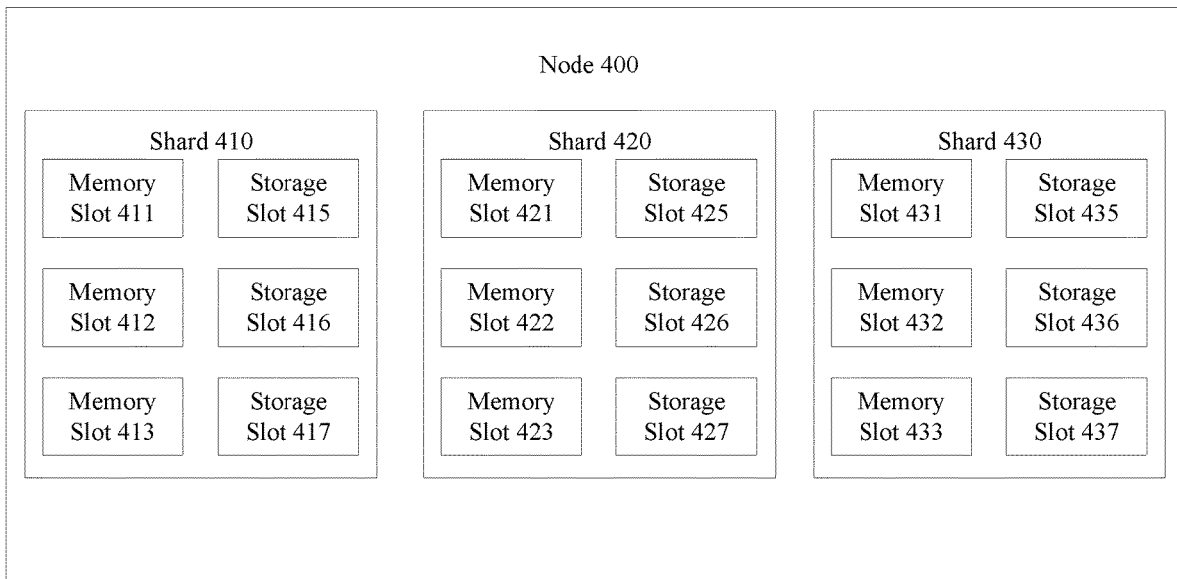 Node 400
Shard 410
Memory
Slot 411
Storage
Slot 415
Memory
Slot 412
Storage
Slot 416
Memory
Slot 413
Storage
Slot 417
Shard 420
Memory
Slot 421
Storage
Slot 425
Memory
Slot 422
Storage
Slot 426
Memory
Slot 423
Storage
Slot 427
Shard 430
Memory
Slot 431
Storage
Slot 435
Memory
Slot 432
Storage
Slot 436
Memory
Slot 433
Storage
Slot 437